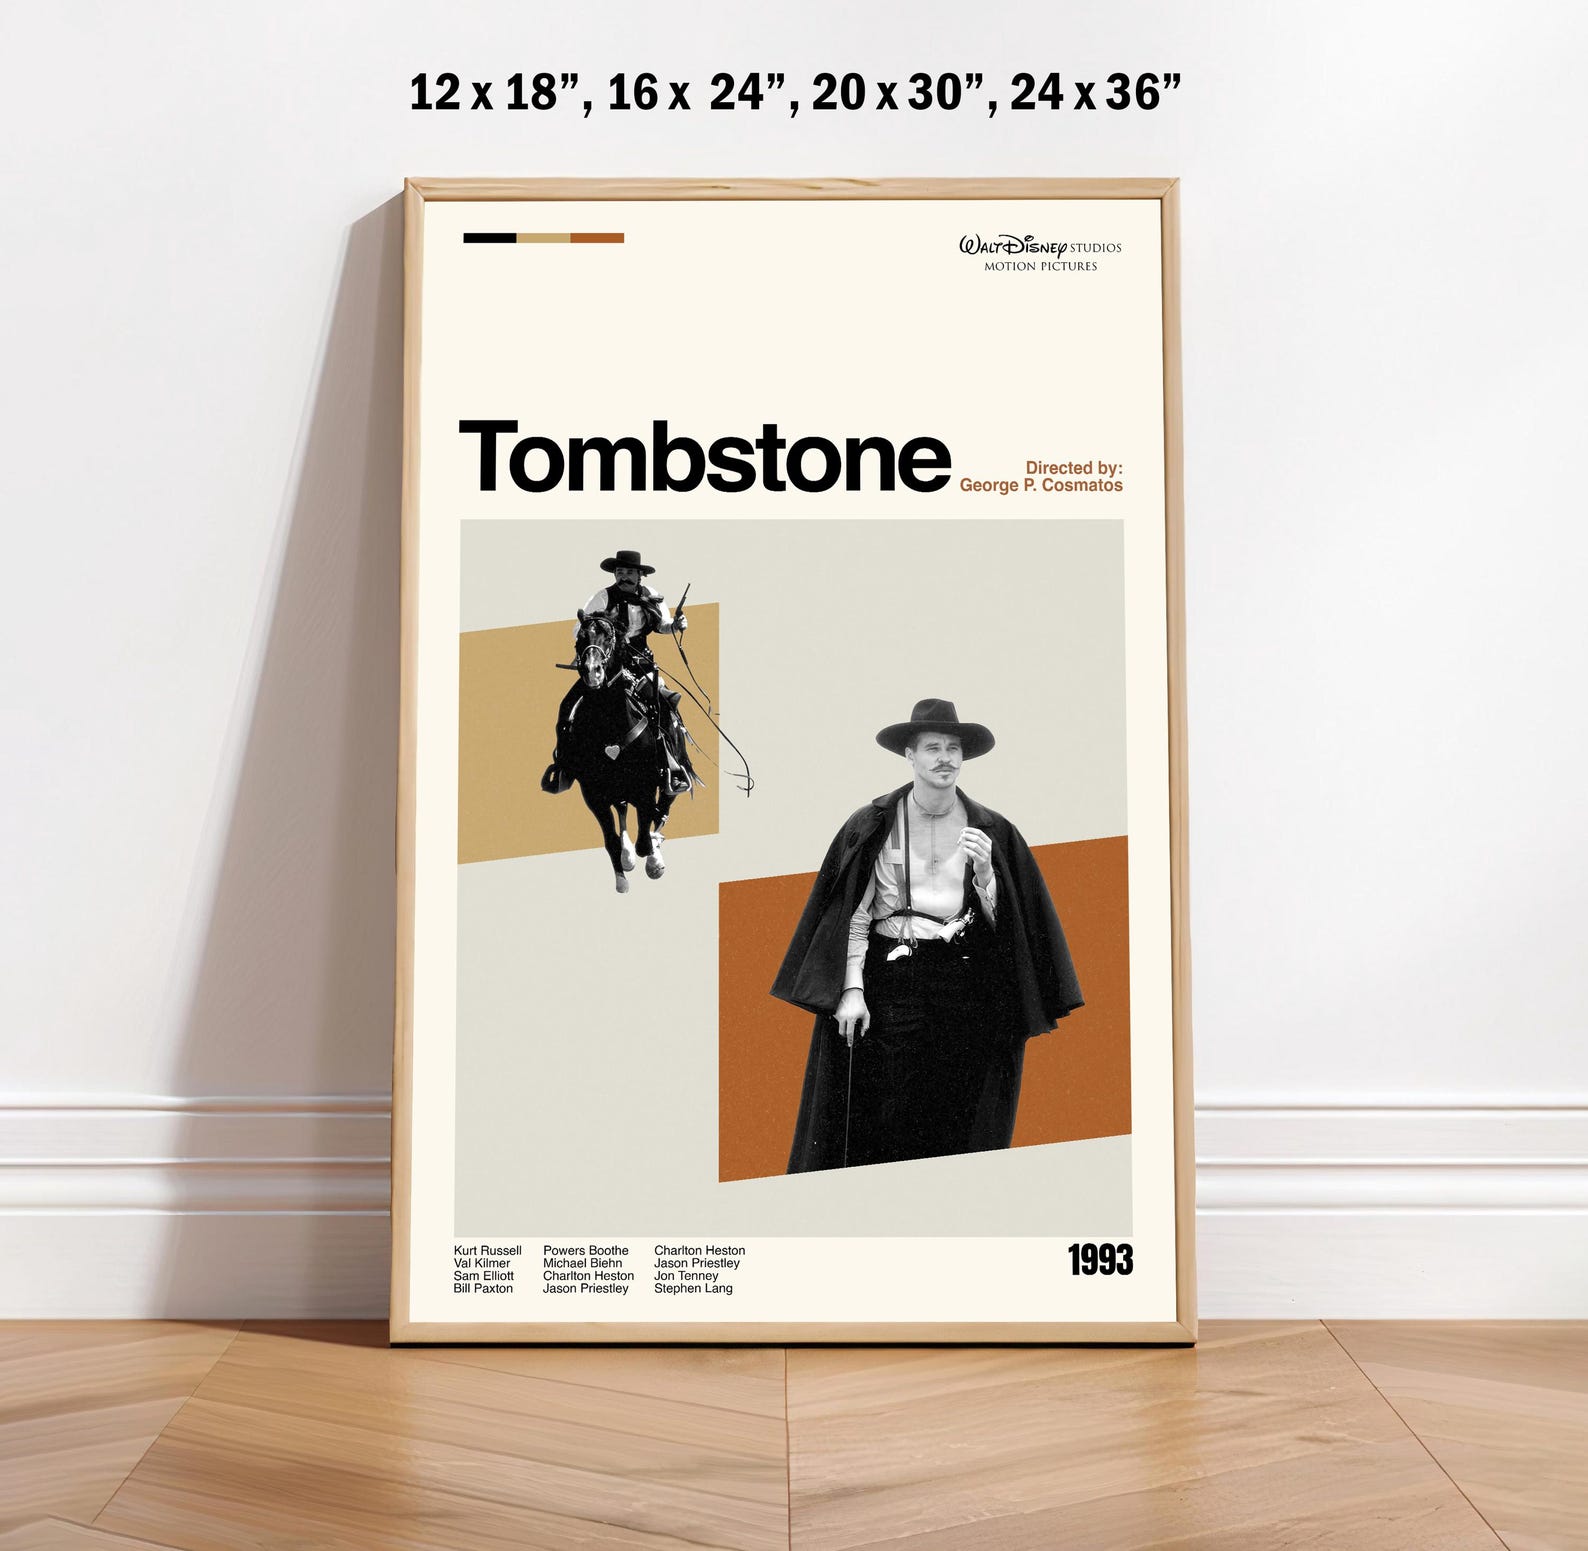 12 x 18”, 16 x 24”, 20 x 30”, 24 x 36”
WALT DISNEY STUDIOS
MOTION PICTURES
Tombstone
Directed by:
George P. Cosmatos
Kurt Russell Powers Boothe Charlton Heston
Val Kilmer Michael Biehn Jason Priestley
Sam Elliott Charlton Heston Jon Tenney
Bill Paxton Jason Priestley Stephen Lang
1993